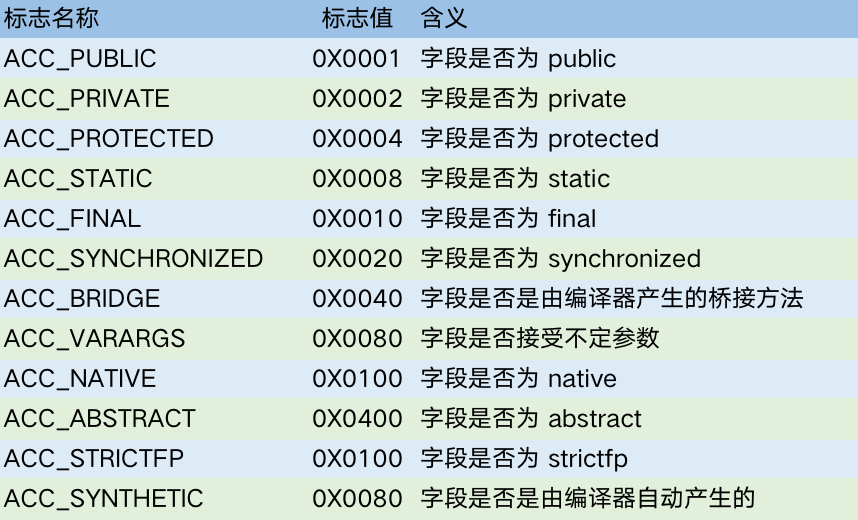 标志名称 标志值 含义
ACC_PUBLIC 0X0001 字段是否为 public
ACC_PRIVATE 0X0002 字段是否为 private
ACC_PROTECTED 0X0004 字段是否为 protected
ACC_STATIC 0X0008 字段是否为 static
ACC_FINAL 0X0010 字段是否为 final
ACC_SYNCHRONIZED 0X0020 字段是否为 synchronized
ACC_BRIDGE 0X0040 字段是否是由编译器产生的桥接方法
ACC_VARARGS 0X0080 字段是否接受不定参数
ACC_NATIVE 0X0100 字段是否为 native
ACC_ABSTRACT 0X0400 字段是否为 abstract
ACC_STRICTFP 0X0100 字段是否为 strictfp
ACC_SYNTHETIC 0X0080 字段是否是由编译器自动产生的